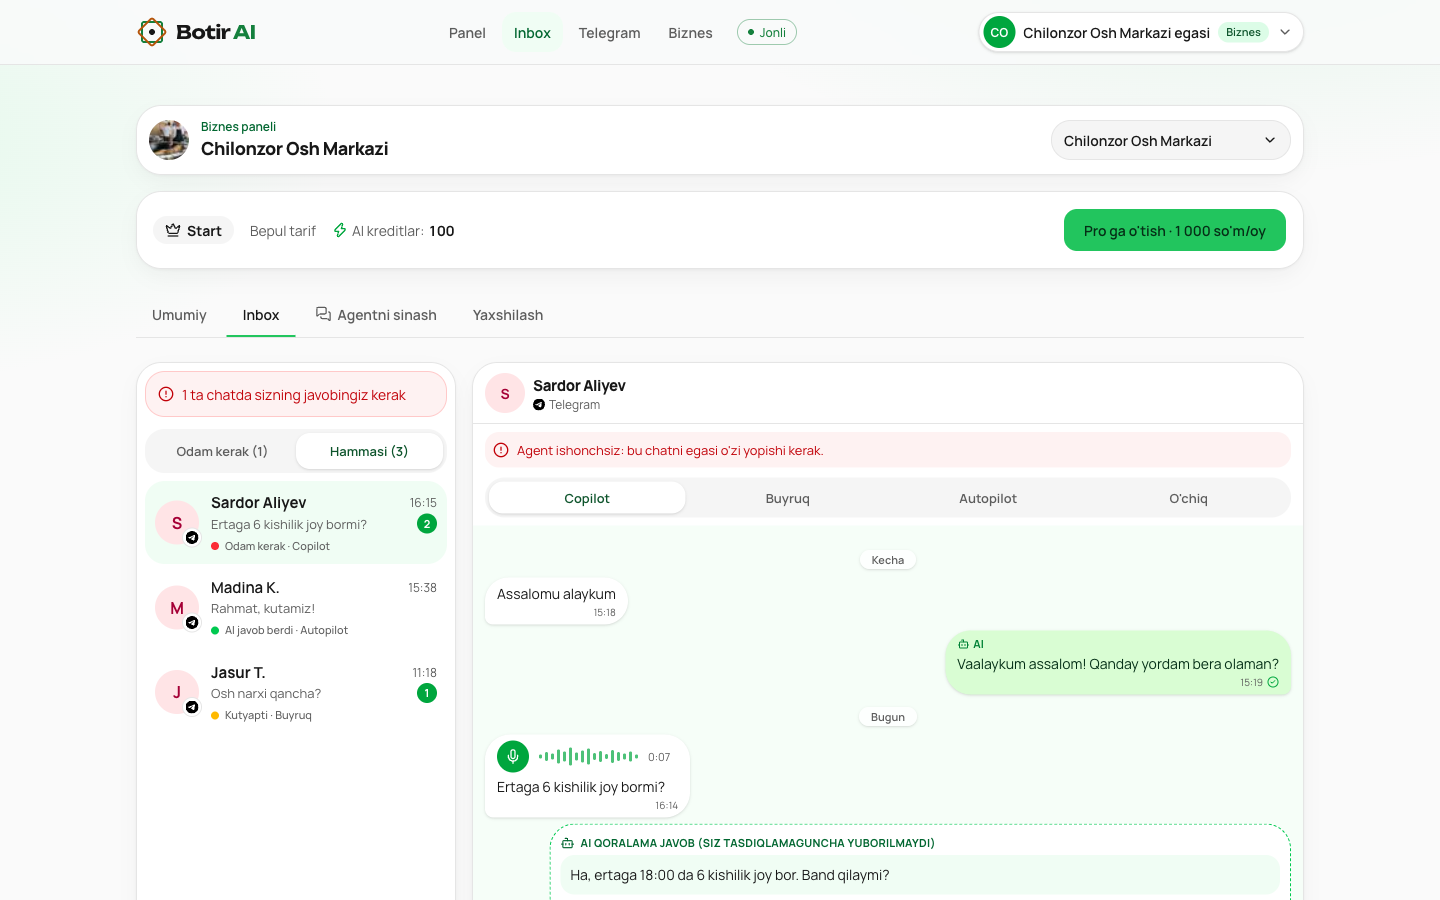 Botir AI
Panel
Inbox
Telegram
Biznes
Jonli
CO
Chilonzor Osh Markazi egasi
Biznes
Biznes paneli
Chilonzor Osh Markazi
Chilonzor Osh Markazi
Start
Bepul tarif
AI kreditlar: 100
Pro ga o'tish · 1 000 so'm/oy
Umumiy
Inbox
Agentni sinash
Yaxshilash
1 ta chatda sizning javobingiz kerak
Odam kerak (1)
Hammasi (3)
S
Sardor Aliyev
16:15
Ertaga 6 kishilik joy bormi?
2
Odam kerak · Copilot
M
Madina K.
15:38
Rahmat, kutamiz!
AI javob berdi · Autopilot
J
Jasur T.
11:18
Osh narxi qancha?
1
Kutyapti · Buyruq
S
Sardor Aliyev
Telegram
Agent ishonchsiz: bu chatni egasi o'zi yopishi kerak.
Copilot
Buyruq
Autopilot
O'chiq
Kecha
Assalomu alaykum
15:18
AI
Vaalaykum assalom! Qanday yordam bera olaman?
15:19
Bugun
0:07
Ertaga 6 kishilik joy bormi?
16:14
AI QORALAMA JAVOB (SIZ TASDIQLAMAGUNCHA YUBORILMAYDI)
Ha, ertaga 18:00 da 6 kishilik joy bor. Band qilaymi?